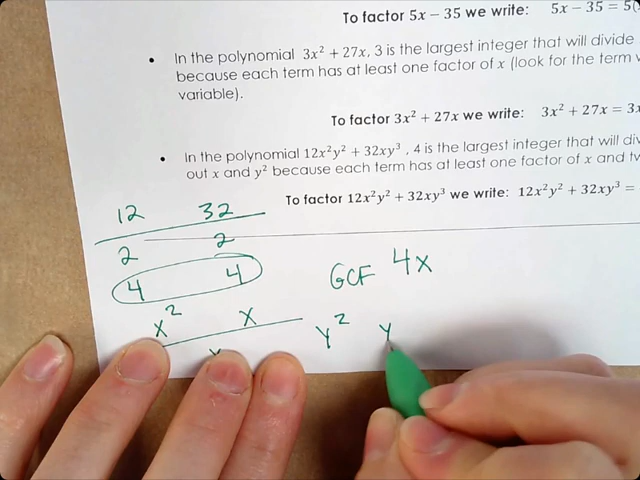 To factor 5x − 35 we write: 5x − 35 = 5(
• In the polynomial 3x² + 27x, 3 is the largest integer that will divide
because each term has at least one factor of x (look for the term
variable).
To factor 3x² + 27x we write: 3x² + 27x = 3x
• In the polynomial 12x²y² + 32xy³ , 4 is the largest integer that will div
out x and y² because each term has at least one factor of x and tw
To factor 12x²y² + 32xy³ we write: 12x²y² + 32xy³ =
12 32
2 2
4 4
GCF 4x
x² x
y² y